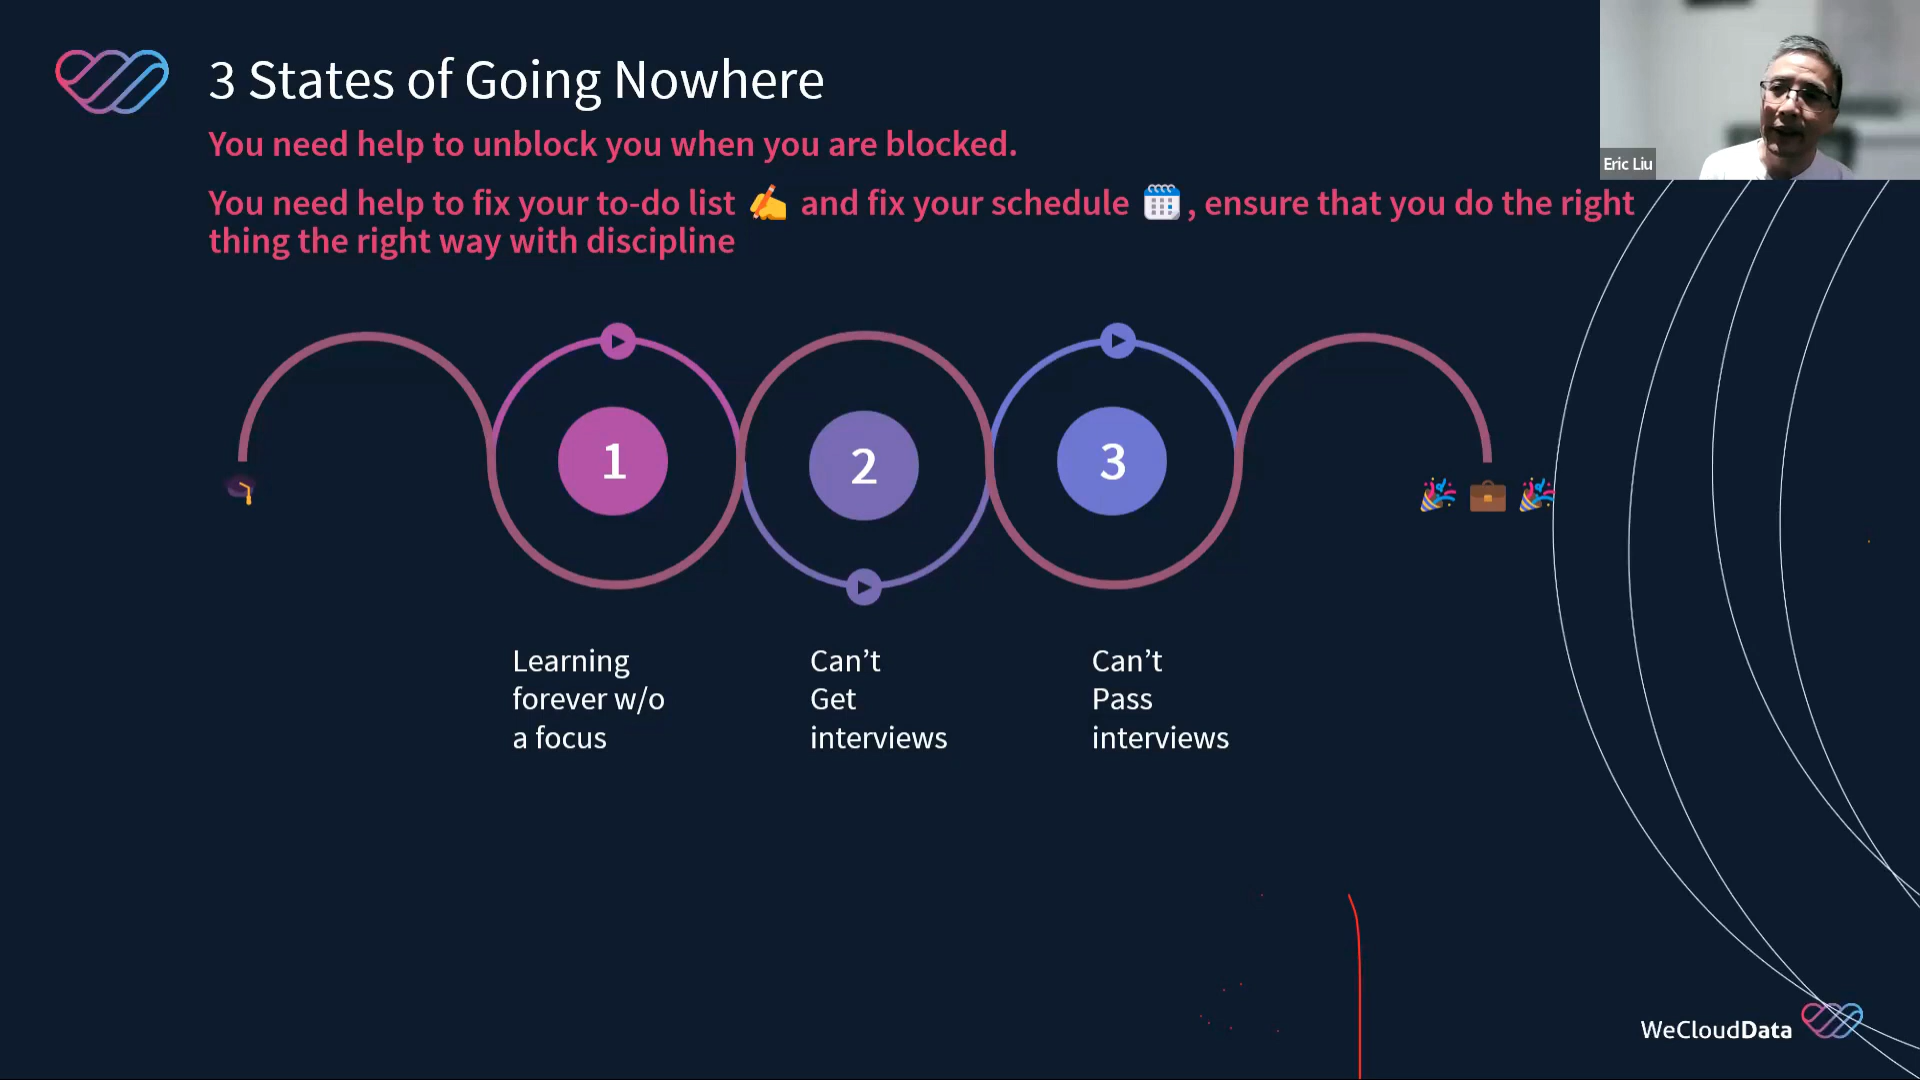 3 States of Going Nowhere
You need help to unblock you when you are blocked.
You need help to fix your to-do list ✍️ and fix your schedule 🗓️, ensure that you do the right
thing the right way with discipline
Eric Liu
1
2
3
Learning
forever w/o
a focus
Can’t
Get
interviews
Can’t
Pass
interviews
WeCloudData